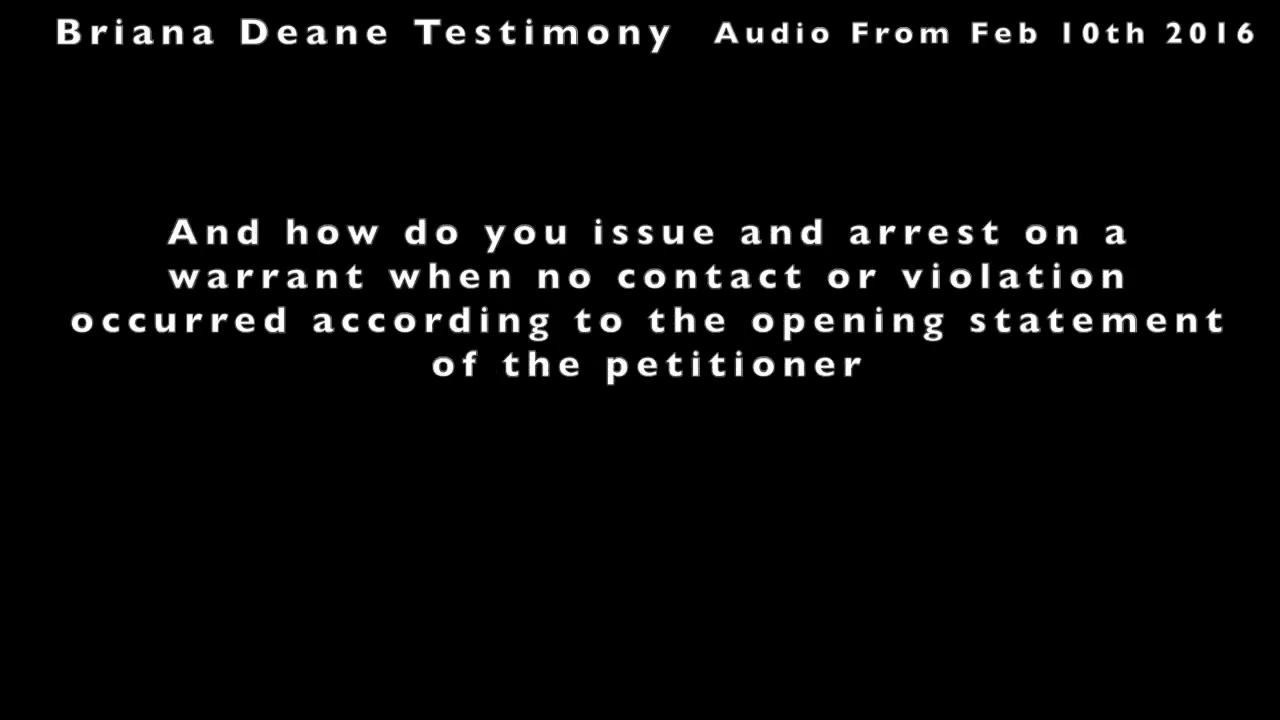 Briana Deane Testimony Audio From Feb 10th 2016
And how do you issue and arrest on a
warrant when no contact or violation
occurred according to the opening statement
of the petitioner